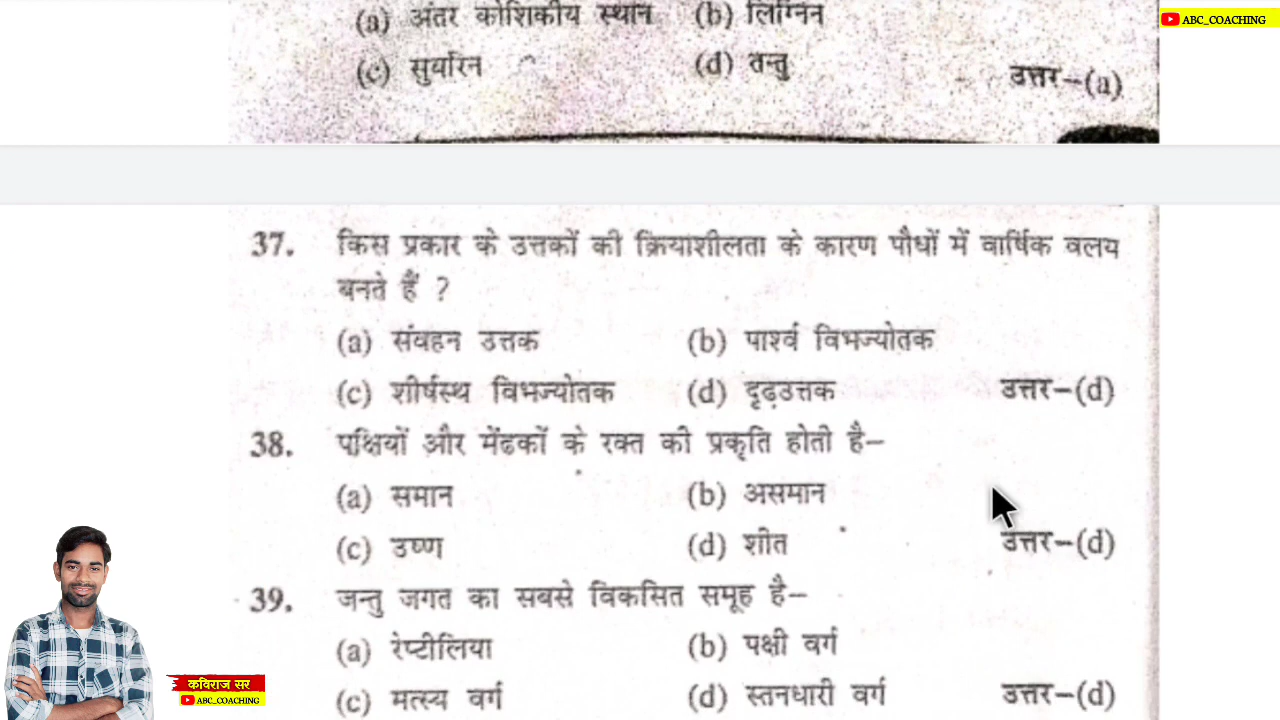 (a) अंतर कोशिकीय स्थान (b) लिग्निन
ABC_COACHING
(c) सुर्यारिन (d) तन्तु उत्तर–(a)
37. किस प्रकार के उत्तकों की क्रियाशीलता के कारण पौधों में वार्षिक वलय
बनते हैं ?
(a) संवहन उत्तक (b) पार्श्व विभज्योतक
(c) शीर्षस्थ विभज्योतक (d) दृढ़उत्तक उत्तर–(d)
38. पक्षियों और मेंढकों के रक्त की प्रकृति होती है–
(a) समान (b) असमान
(c) उष्ण (d) शीत उत्तर–(d)
39. जन्तु जगत का सबसे विकसित समूह है–
(a) रेप्टीलिया (b) पक्षी वर्ग
(c) मत्स्य वर्ग (d) स्तनधारी वर्ग उत्तर–(d)
कविराज सर
ABC_COACHING